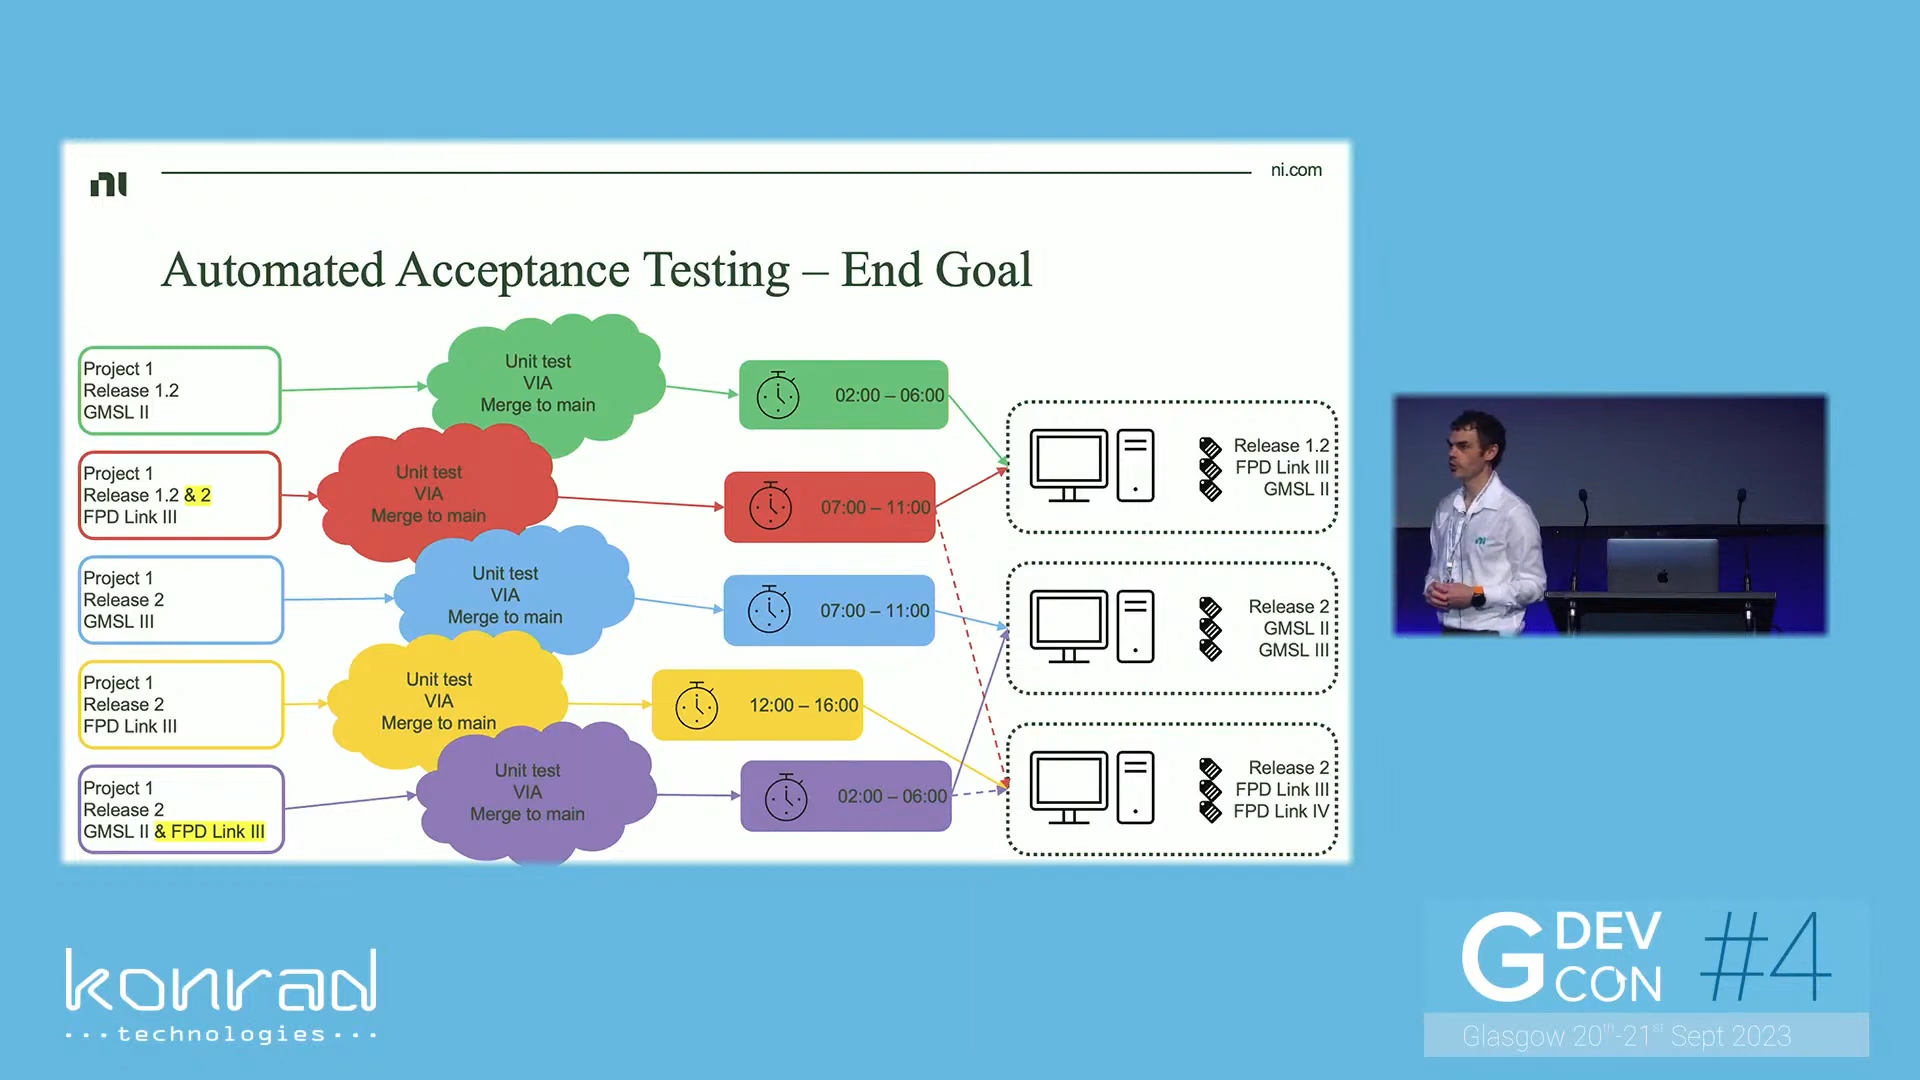 ni
ni.com
Automated Acceptance Testing – End Goal
Project 1
Release 1.2
GMSL II
Unit test
VIA
Merge to main
02:00 – 06:00
Project 1
Release 1.2 & 2
FPD Link III
Unit test
VIA
Merge to main
07:00 – 11:00
Project 1
Release 2
GMSL III
Unit test
VIA
Merge to main
07:00 – 11:00
Project 1
Release 2
FPD Link III
Unit test
VIA
Merge to main
12:00 – 16:00
Project 1
Release 2
GMSL II & FPD Link III
Unit test
VIA
Merge to main
02:00 – 06:00
Release 1.2
FPD Link III
GMSL II
Release 2
GMSL II
GMSL III
Release 2
FPD Link III
FPD Link IV
ni
konrad
technologies
G DEV CON #4
Glasgow 20th-21st Sept 2023